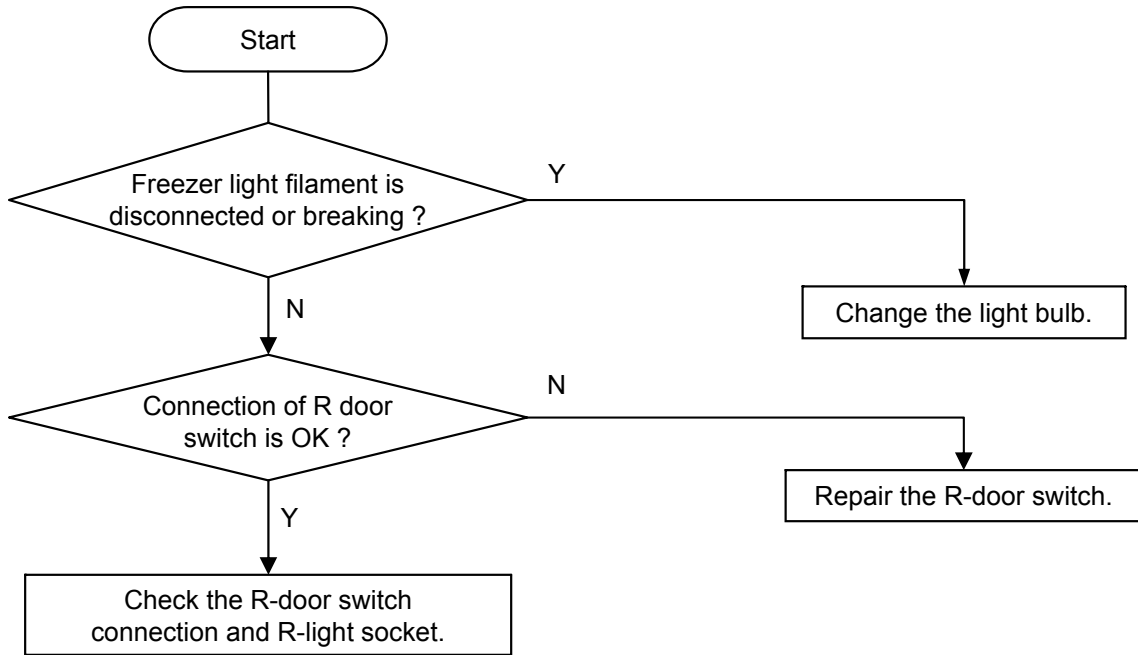 Start
Freezer light filament is
disconnected or breaking ?
Y
N
Change the light bulb.
Connection of R door
switch is OK ?
N
Y
Repair the R-door switch.
Check the R-door switch
connection and R-light socket.